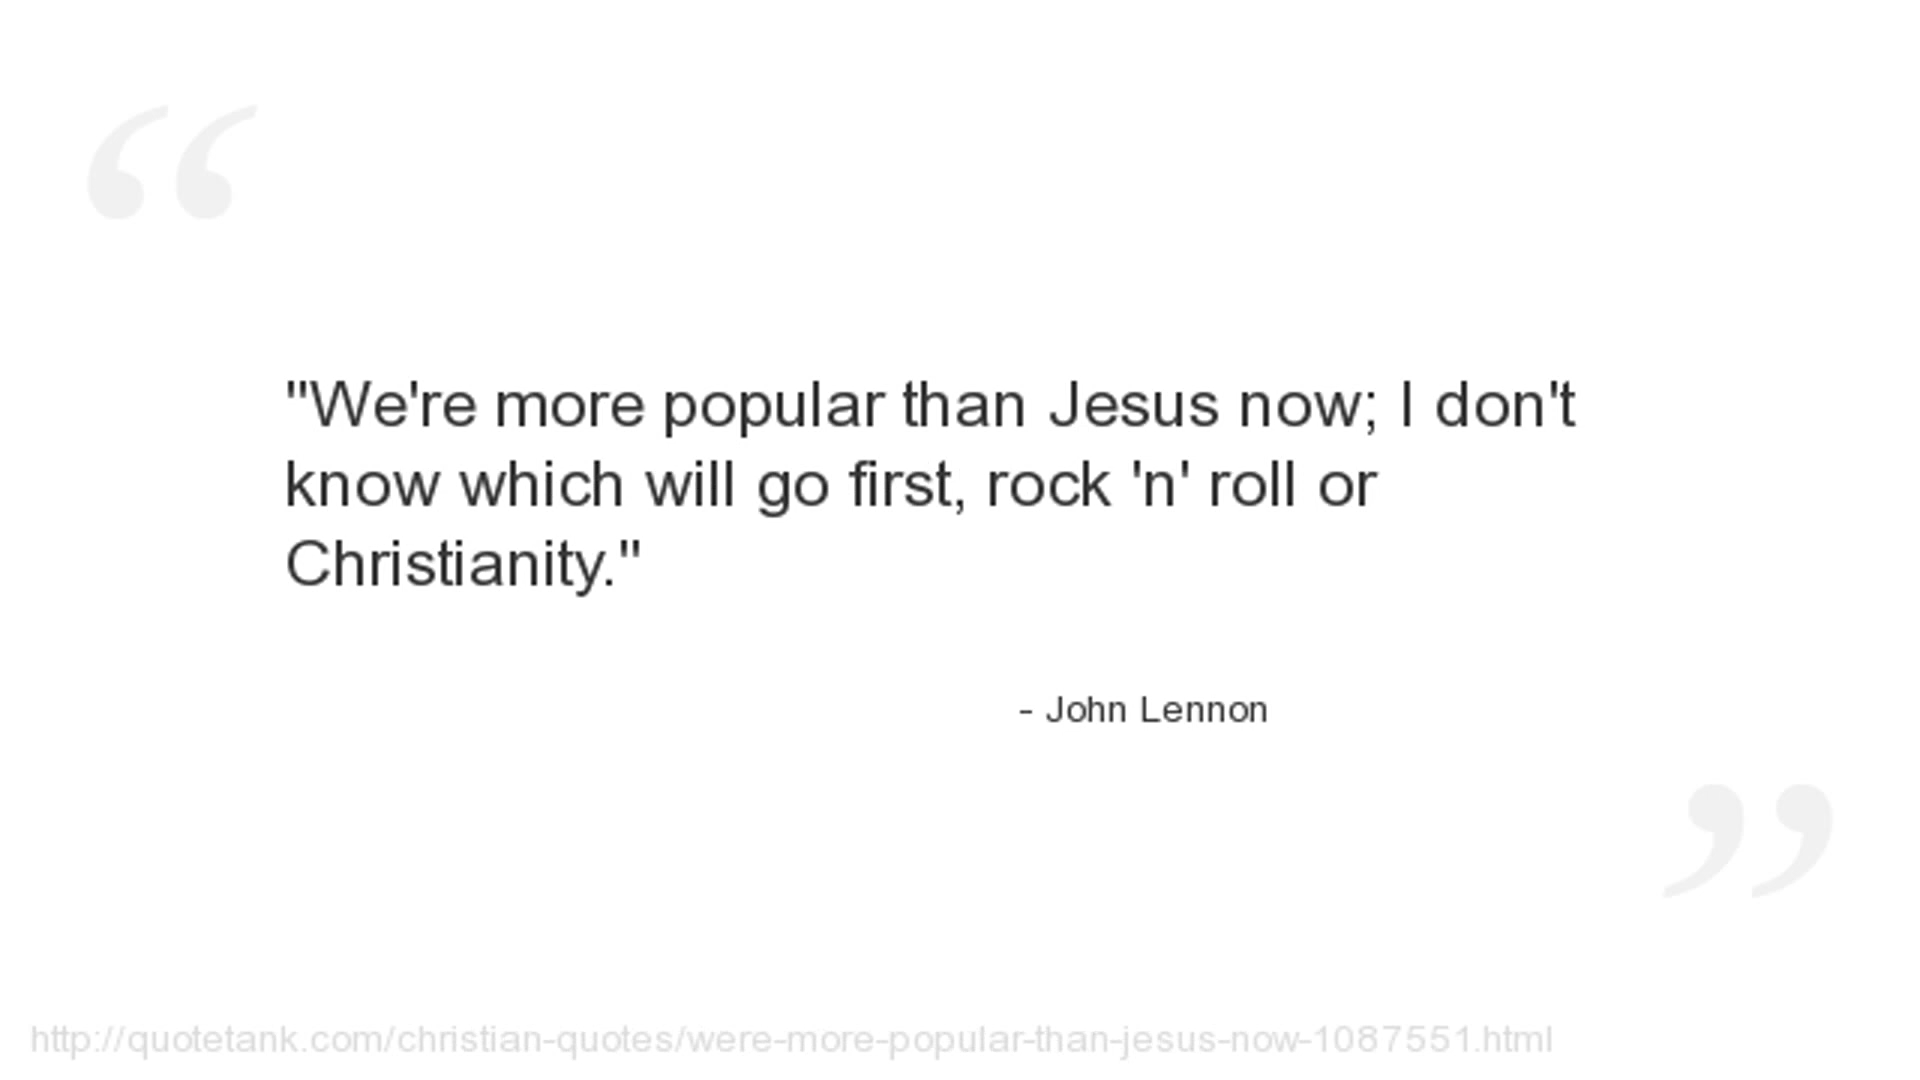 "We're more popular than Jesus now; I don't
know which will go first, rock 'n' roll or
Christianity."
- John Lennon
http://quotetank.com/christian-quotes/were-more-popular-than-jesus-now-1087551.html